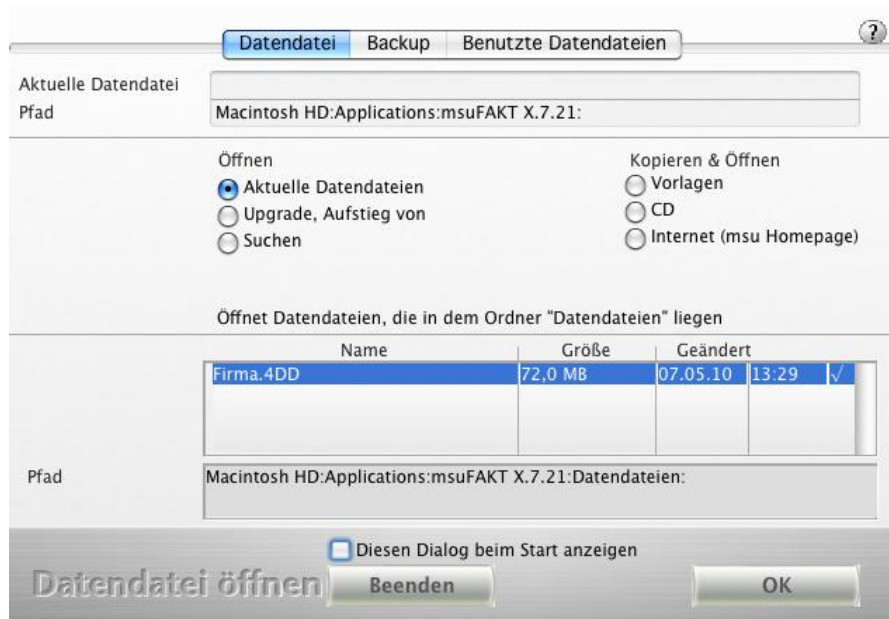 ?
Datendatei Backup Benutzte Datendateien
Aktuelle Datendatei
Pfad Macintosh HD:Applications:msuFAKT X.7.21:
Öffnen Kopieren & Öffnen
Aktuelle Datendateien Vorlagen
Upgrade, Aufstieg von CD
Suchen Internet (msu Homepage)
Öffnet Datendateien, die in dem Ordner "Datendateien" liegen
Name Größe Geändert
Firma.4DD 72,0 MB 07.05.10 13:29 √
Pfad Macintosh HD:Applications:msuFAKT X.7.21:Datendateien:
Diesen Dialog beim Start anzeigen
Datendatei öffnen Beenden OK